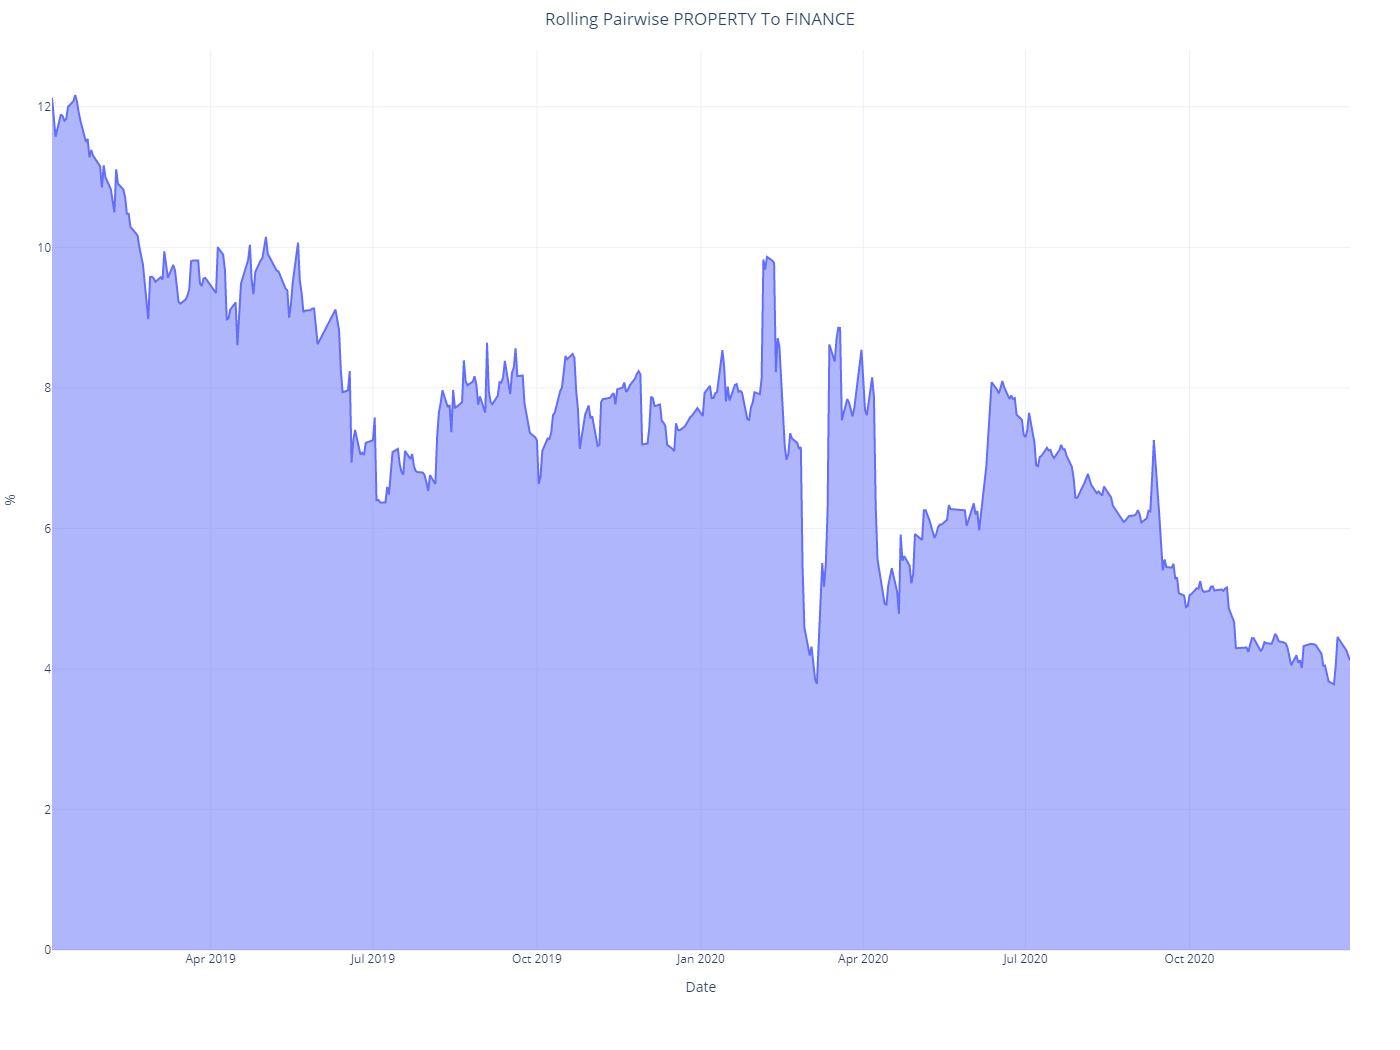 Rolling Pairwise PROPERTY To FINANCE
%
12
10
8
6
4
2
0
Apr 2019
Jul 2019
Oct 2019
Jan 2020
Apr 2020
Jul 2020
Oct 2020
Date